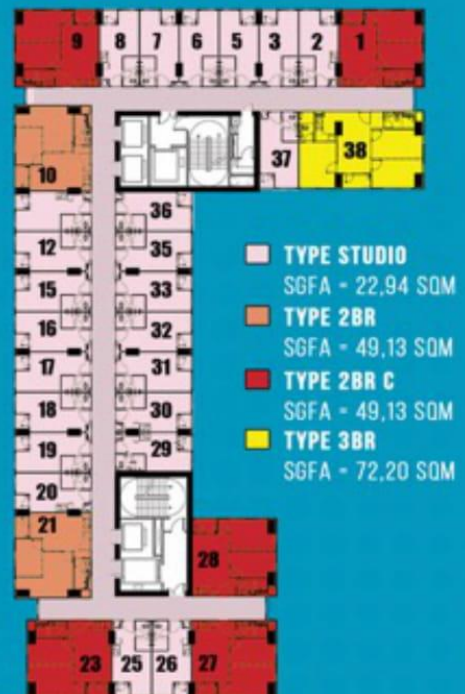 9 8 7 6 5 3 2 1
10
37
38
36
12
35
15
33
16
32
17
31
18
30
19
29
20
21
28
23 25 26 27
TYPE STUDIO
SGFA = 22,94 SQM
TYPE 2BR
SGFA = 49,13 SQM
TYPE 2BR C
SGFA = 49,13 SQM
TYPE 3BR
SGFA = 72,20 SQM